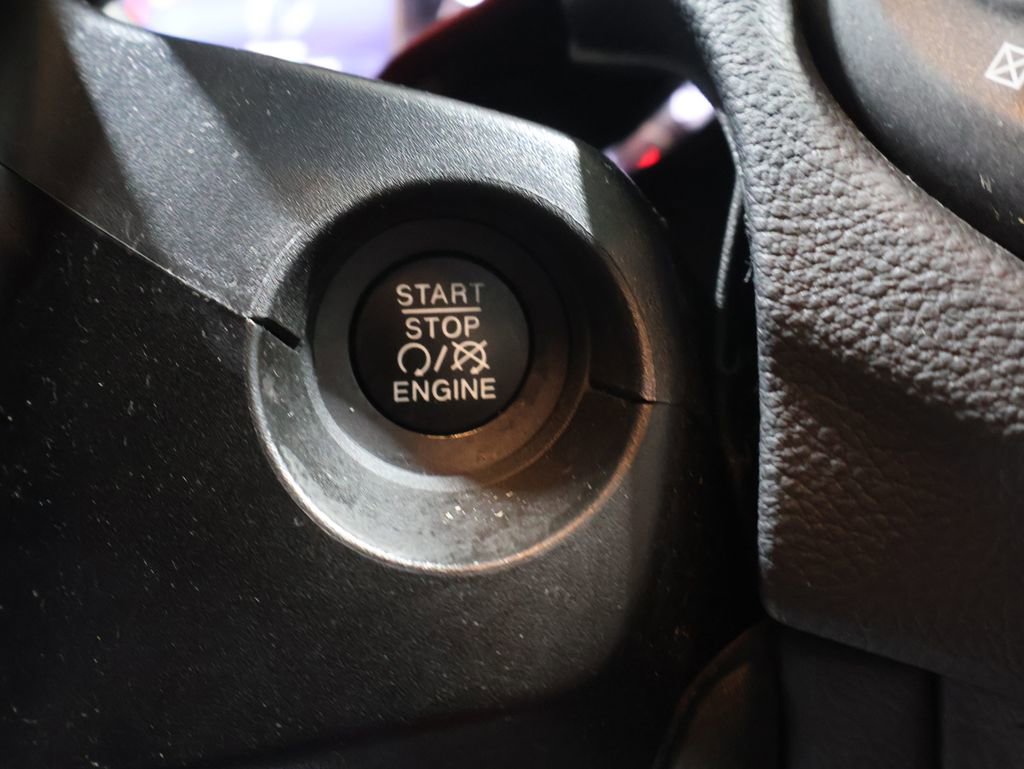 START
STOP
/
ENGINE